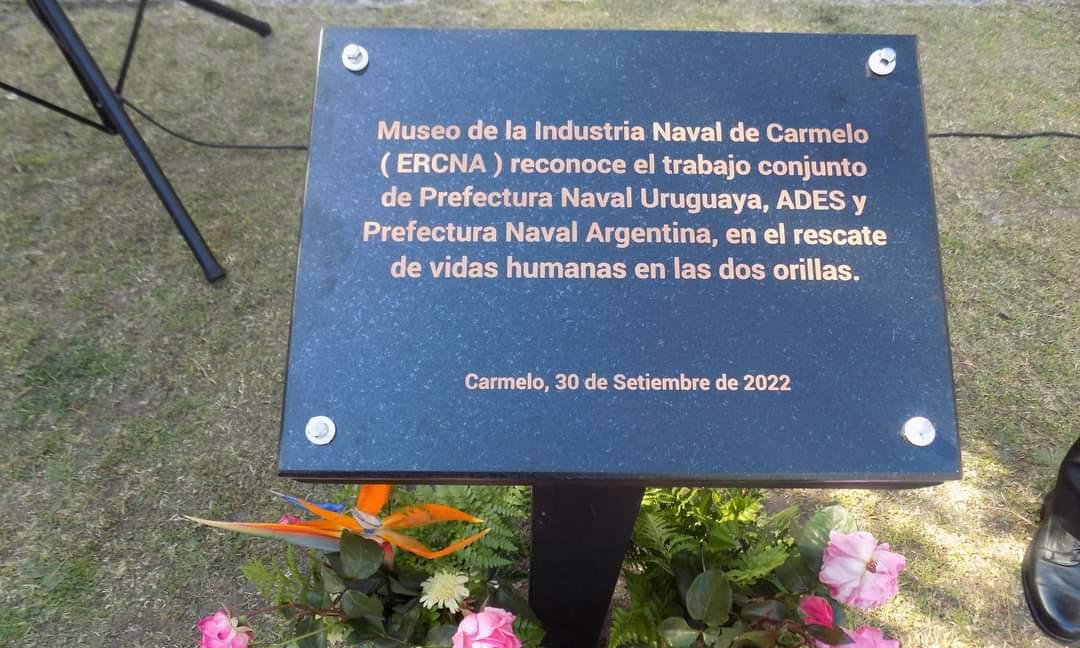 Museo de la Industria Naval de Carmelo
( ERCNA ) reconoce el trabajo conjunto
de Prefectura Naval Uruguaya, ADES y
Prefectura Naval Argentina, en el rescate
de vidas humanas en las dos orillas.
Carmelo, 30 de Setiembre de 2022